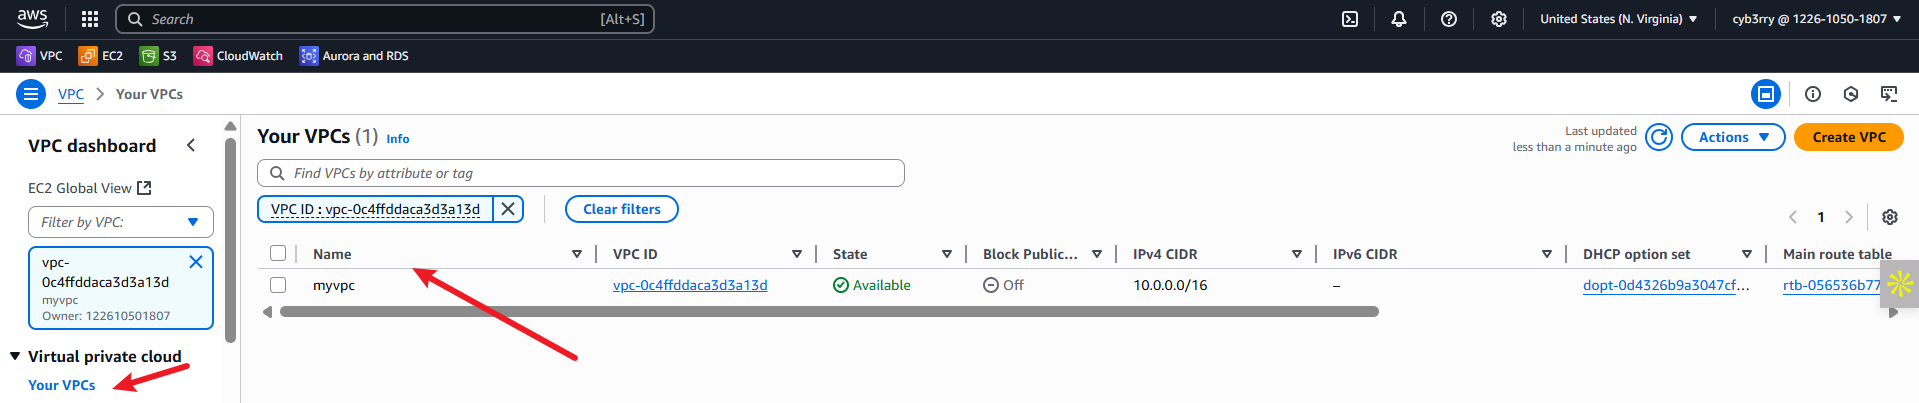 aws
Search [Alt+S]
United States (N. Virginia)
cyb3rry @ 1226-1050-1807
VPC EC2 S3 CloudWatch Aurora and RDS
VPC > Your VPCs
VPC dashboard
EC2 Global View
Filter by VPC:
vpc-
0c4ffddaca3d3a13d
myvpc
Owner: 122610501807
Virtual private cloud
Your VPCs
Your VPCs (1) Info
Last updated
less than a minute ago
Actions
Create VPC
Find VPCs by attribute or tag
VPC ID : vpc-0c4ffddaca3d3a13d
Clear filters
1
Name VPC ID State Block Public... IPv4 CIDR IPv6 CIDR DHCP option set Main route table
myvpc vpc-0c4ffddaca3d3a13d Available Off 10.0.0.0/16 – dopt-0d4326b9a3047cf... rtb-056536b77